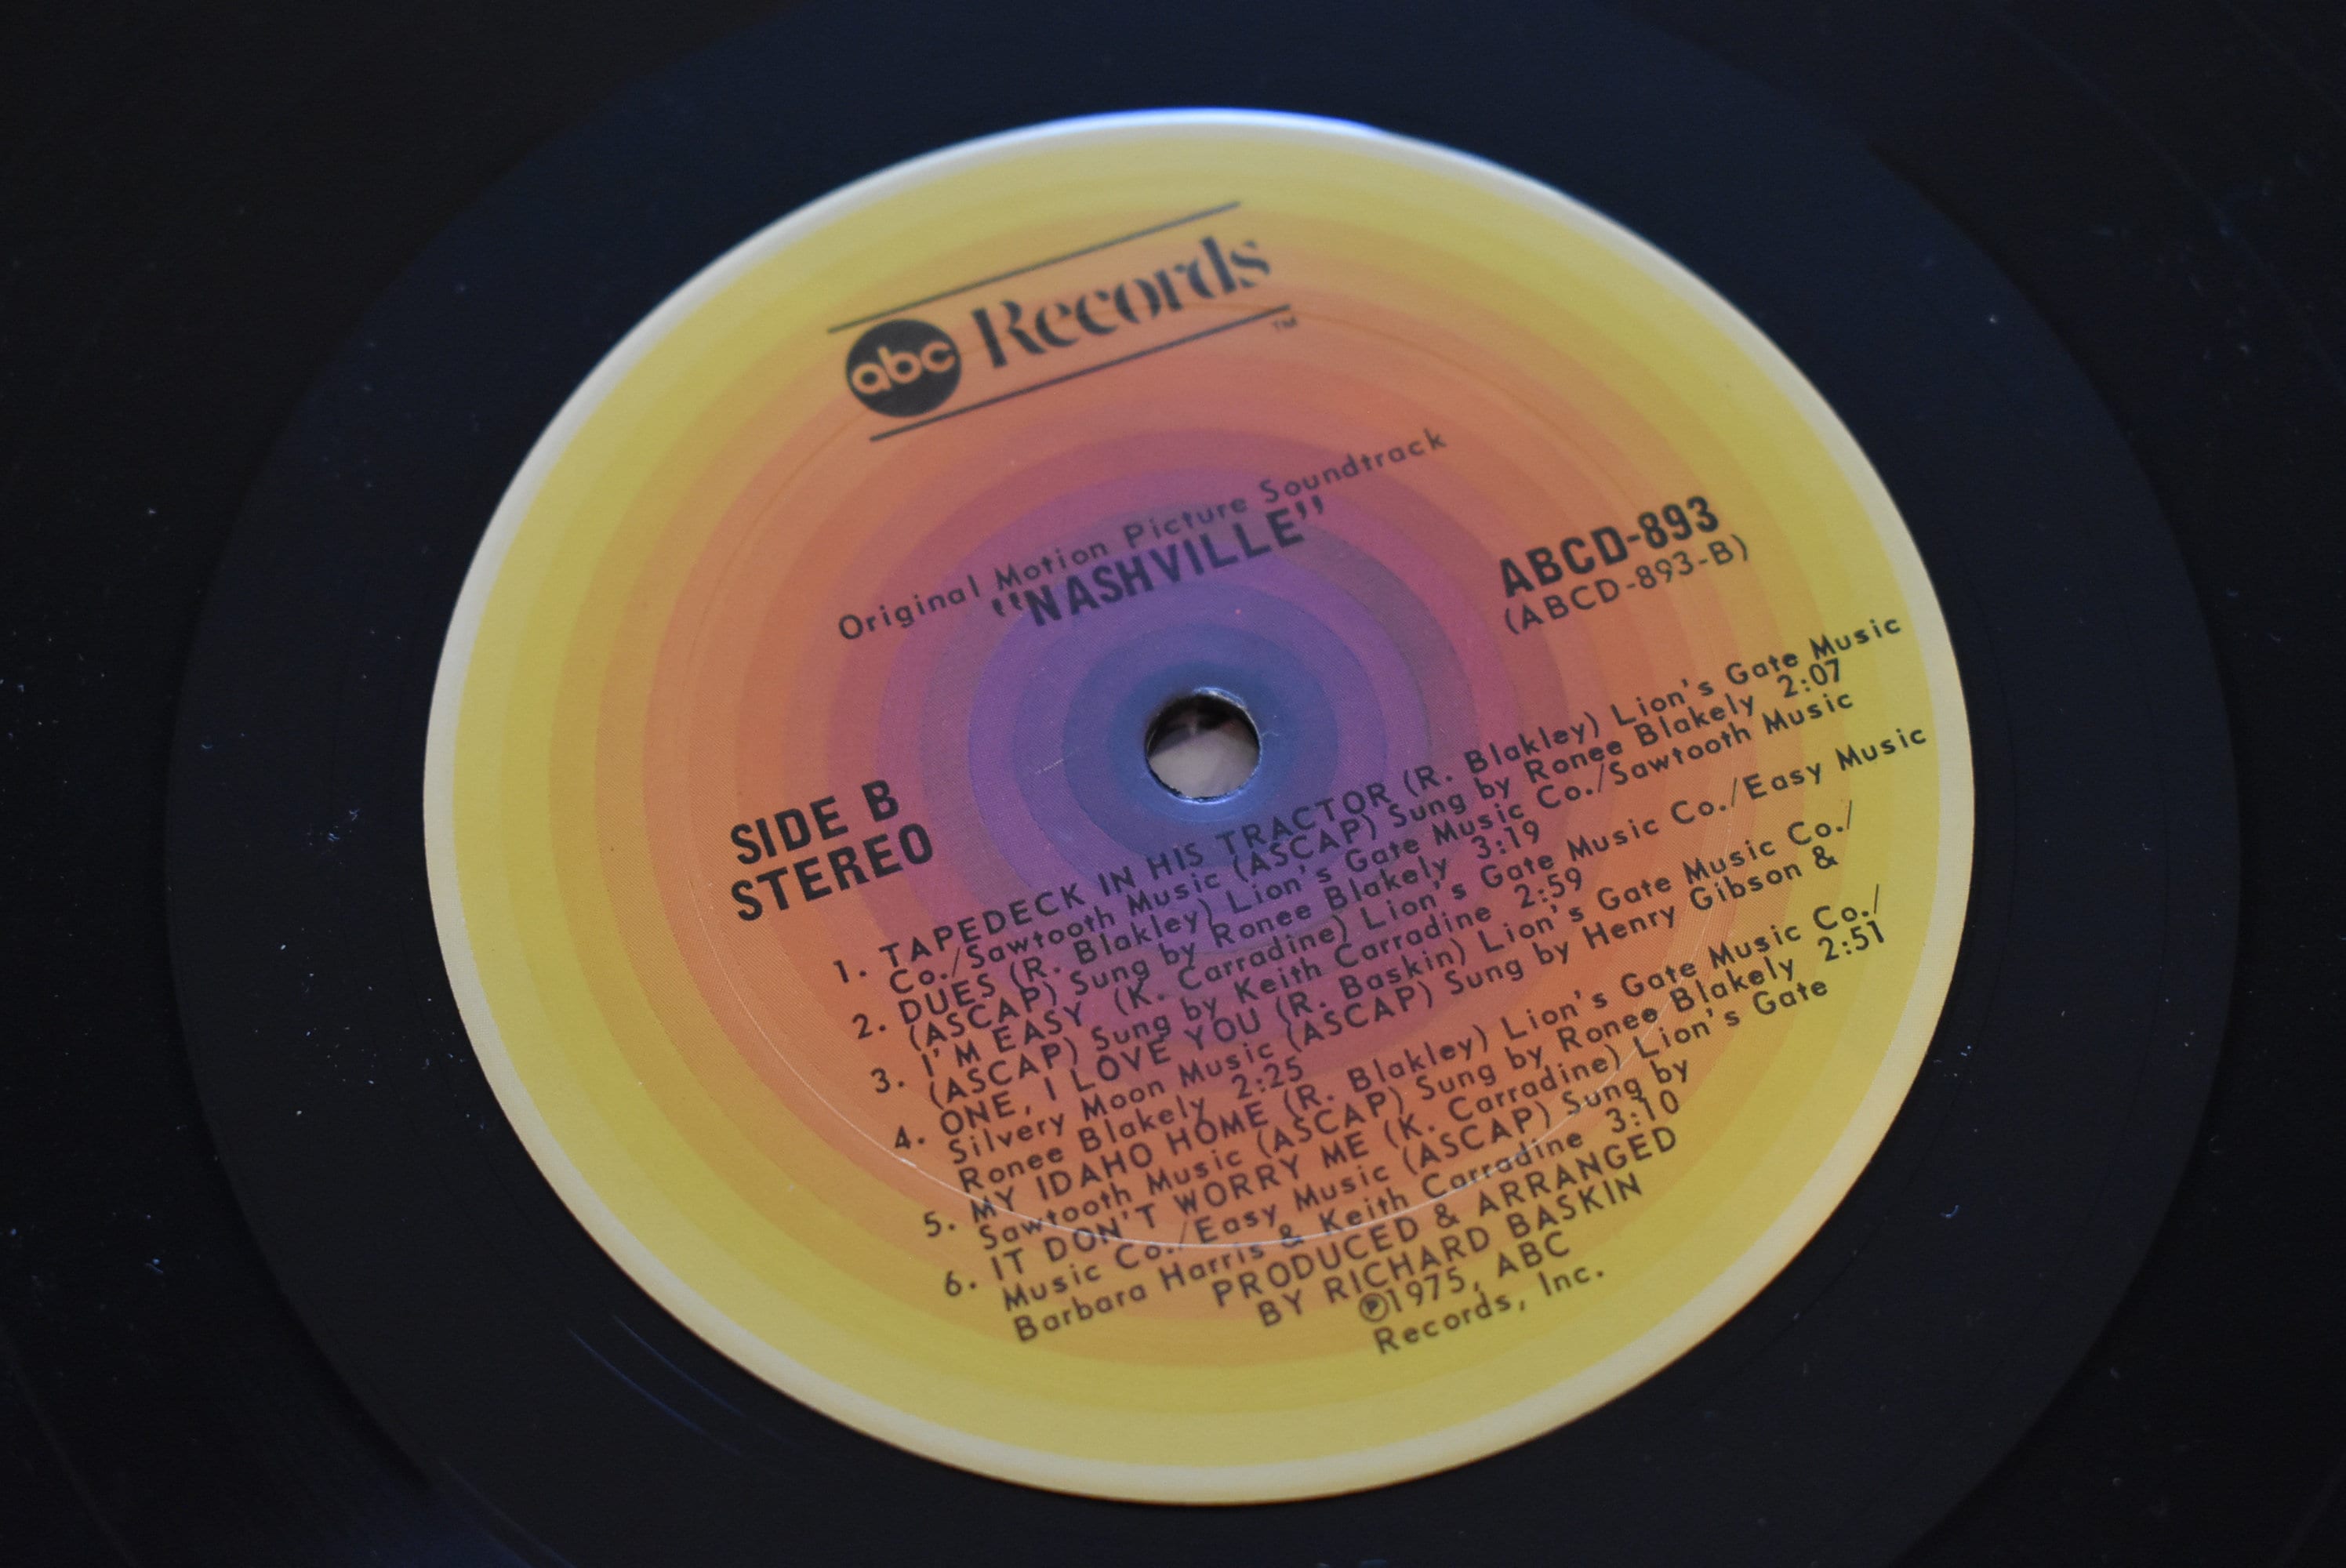 abc Records
TM
Original Motion Picture Soundtrack
"NASHVILLE"
ABCD-893
(ABCD-893-B)
SIDE B
STEREO
1. TAPEDECK IN HIS TRACTOR (R. Blakley) Lion's Gate Music
Co./Sawtooth Music (ASCAP) Sung by Ronee Blakely 2:07
2. DUES (R. Blakley) Lion's Gate Music Co./Sawtooth Music
(ASCAP) Sung by Ronee Blakely 3:19
3. I'M EASY (K. Carradine) Lion's Gate Music Co./Easy Music
(ASCAP) Sung by Keith Carradine 2:59
4. ONE, I LOVE YOU (R. Baskin) Lion's Gate Music Co./
Silvery Moon Music (ASCAP) Sung by Henry Gibson &
Ronee Blakely 2:25
5. MY IDAHO HOME (R. Blakley) Lion's Gate Music Co./
Sawtooth Music (ASCAP) Sung by Ronee Blakely 2:51
6. IT DON'T WORRY ME (K. Carradine) Lion's Gate
Music Co./Easy Music (ASCAP) Sung by
Barbara Harris & Keith Carradine 3:10
PRODUCED & ARRANGED
BY RICHARD BASKIN
℗1975, ABC
Records, Inc.